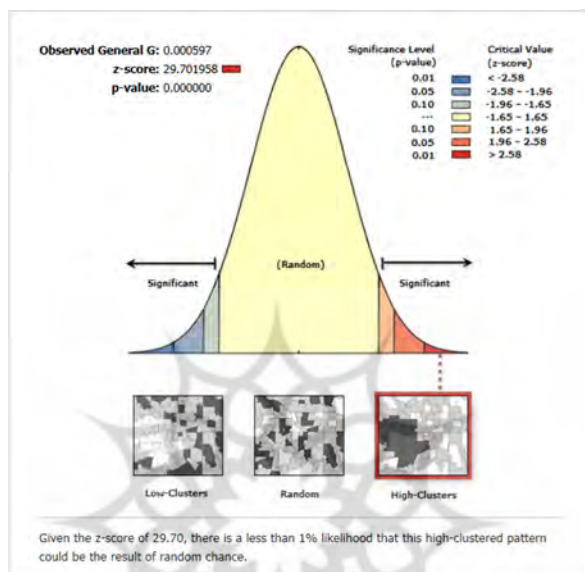 Observed General G: 0.000597
z-score: 29.701958
p-value: 0.000000
Significance Level
(p-value)
Critical Value
(z-score)
0.01 < -2.58
0.05 -2.58 – -1.96
0.10 -1.96 – -1.65
--- -1.65 – 1.65
0.10 1.65 – 1.96
0.05 1.96 – 2.58
0.01 > 2.58
(Random)
Significant
Significant
Low-Clusters
Random
High-Clusters
Given the z-score of 29.70, there is a less than 1% likelihood that this high-clustered pattern
could be the result of random chance.